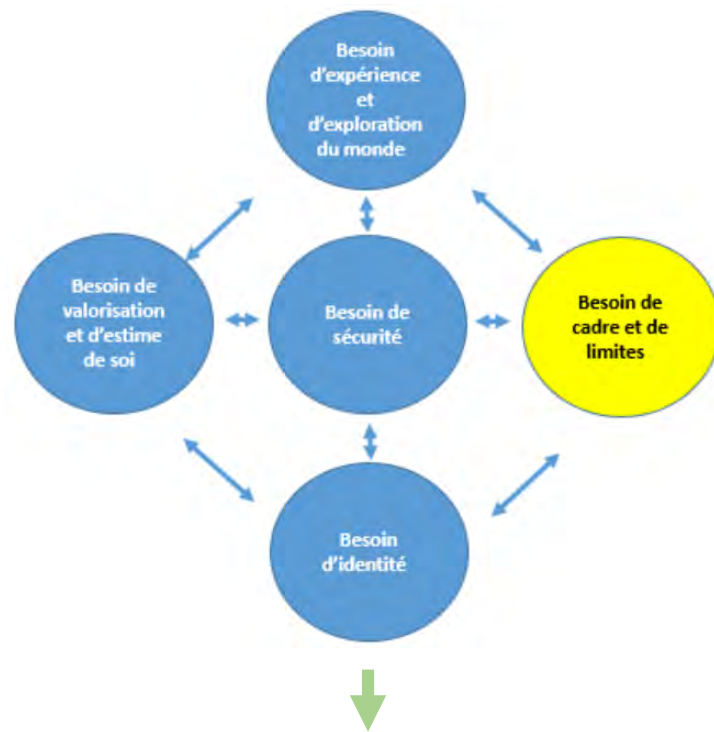 Besoin
d'expérience
et
d'exploration
du monde
Besoin de
valorisation
et d'estime
de soi
Besoin de
sécurité
Besoin de
cadre et de
limites
Besoin
d'identité